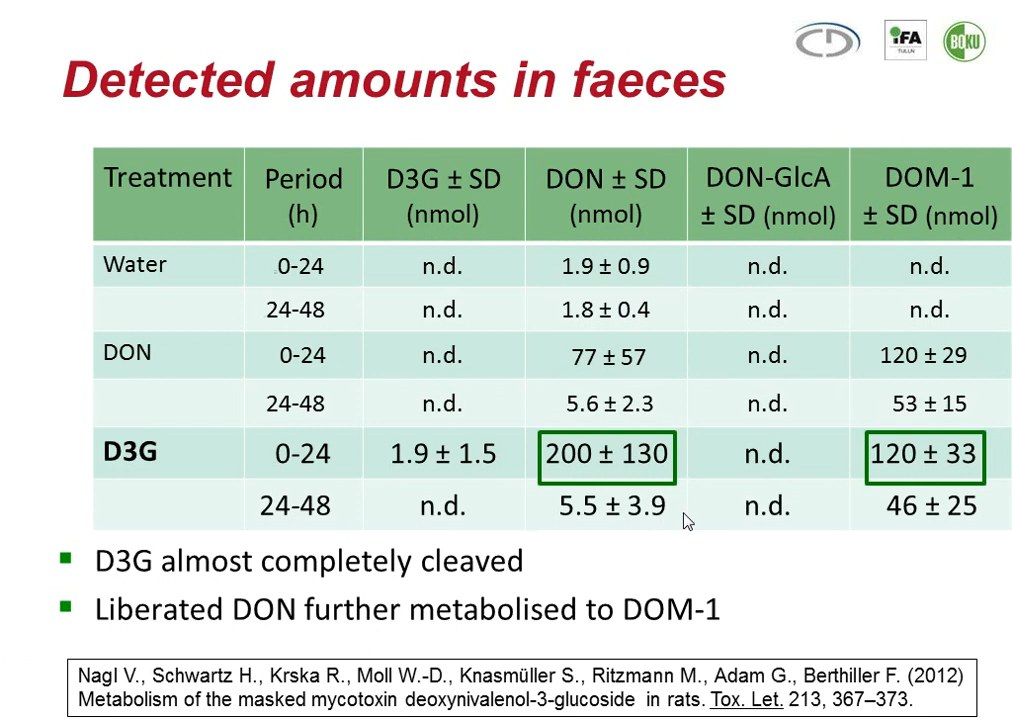 iFA
TULLN
BOKU
Detected amounts in faeces
Treatment Period (h) D3G ± SD (nmol) DON ± SD (nmol) DON-GlcA ± SD (nmol) DOM-1 ± SD (nmol)
Water 0-24 n.d. 1.9 ± 0.9 n.d. n.d.
24-48 n.d. 1.8 ± 0.4 n.d. n.d.
DON 0-24 n.d. 77 ± 57 n.d. 120 ± 29
24-48 n.d. 5.6 ± 2.3 n.d. 53 ± 15
D3G 0-24 1.9 ± 1.5 200 ± 130 n.d. 120 ± 33
24-48 n.d. 5.5 ± 3.9 n.d. 46 ± 25
D3G almost completely cleaved
Liberated DON further metabolised to DOM-1
Nagl V., Schwartz H., Krska R., Moll W.-D., Knasmüller S., Ritzmann M., Adam G., Berthiller F. (2012)
Metabolism of the masked mycotoxin deoxynivalenol-3-glucoside in rats. Tox. Let. 213, 367–373.